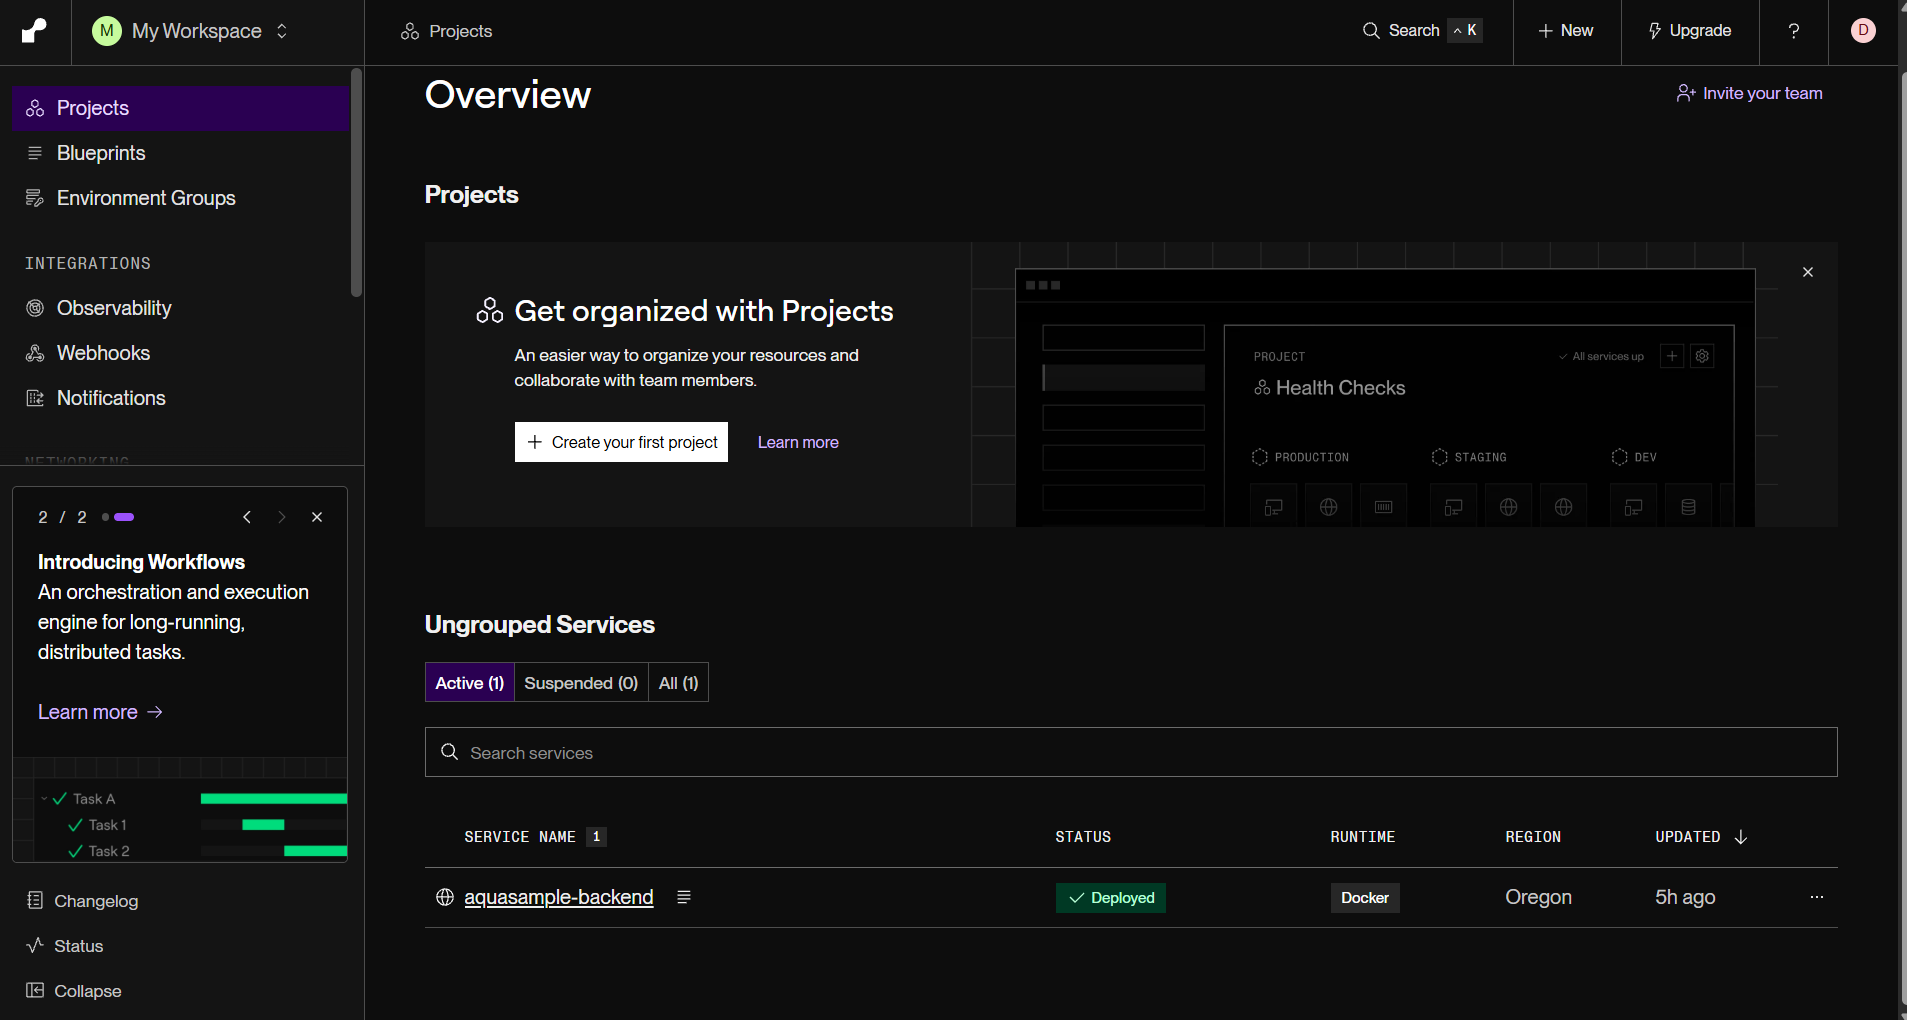 M My Workspace
Projects
Search ^ K
+ New
Upgrade
?
D
Projects
Blueprints
Environment Groups
INTEGRATIONS
Observability
Webhooks
Notifications
NETWORKING
2 / 2
Introducing Workflows
An orchestration and execution
engine for long-running,
distributed tasks.
Learn more →
Task A
Task 1
Task 2
Changelog
Status
Collapse
Overview
Invite your team
Projects
Get organized with Projects
An easier way to organize your resources and
collaborate with team members.
+ Create your first project
Learn more
PROJECT
All services up
Health Checks
PRODUCTION
STAGING
DEV
Ungrouped Services
Active (1)
Suspended (0)
All (1)
Search services
SERVICE NAME 1
STATUS
RUNTIME
REGION
UPDATED ↓
aquasample-backend
Deployed
Docker
Oregon
5h ago